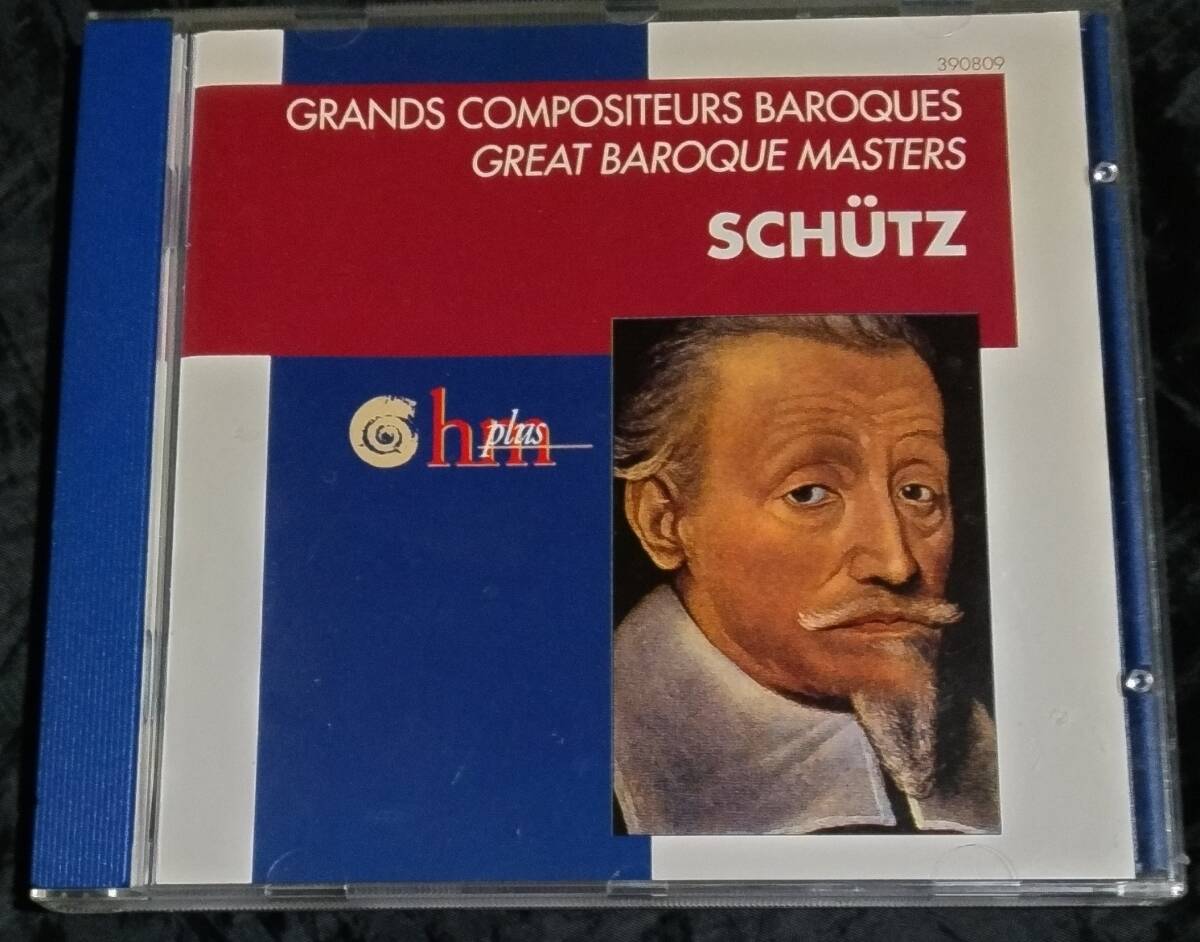 390809
GRANDS COMPOSITEURS BAROQUES
GREAT BAROQUE MASTERS
SCHÜTZ
hm plus